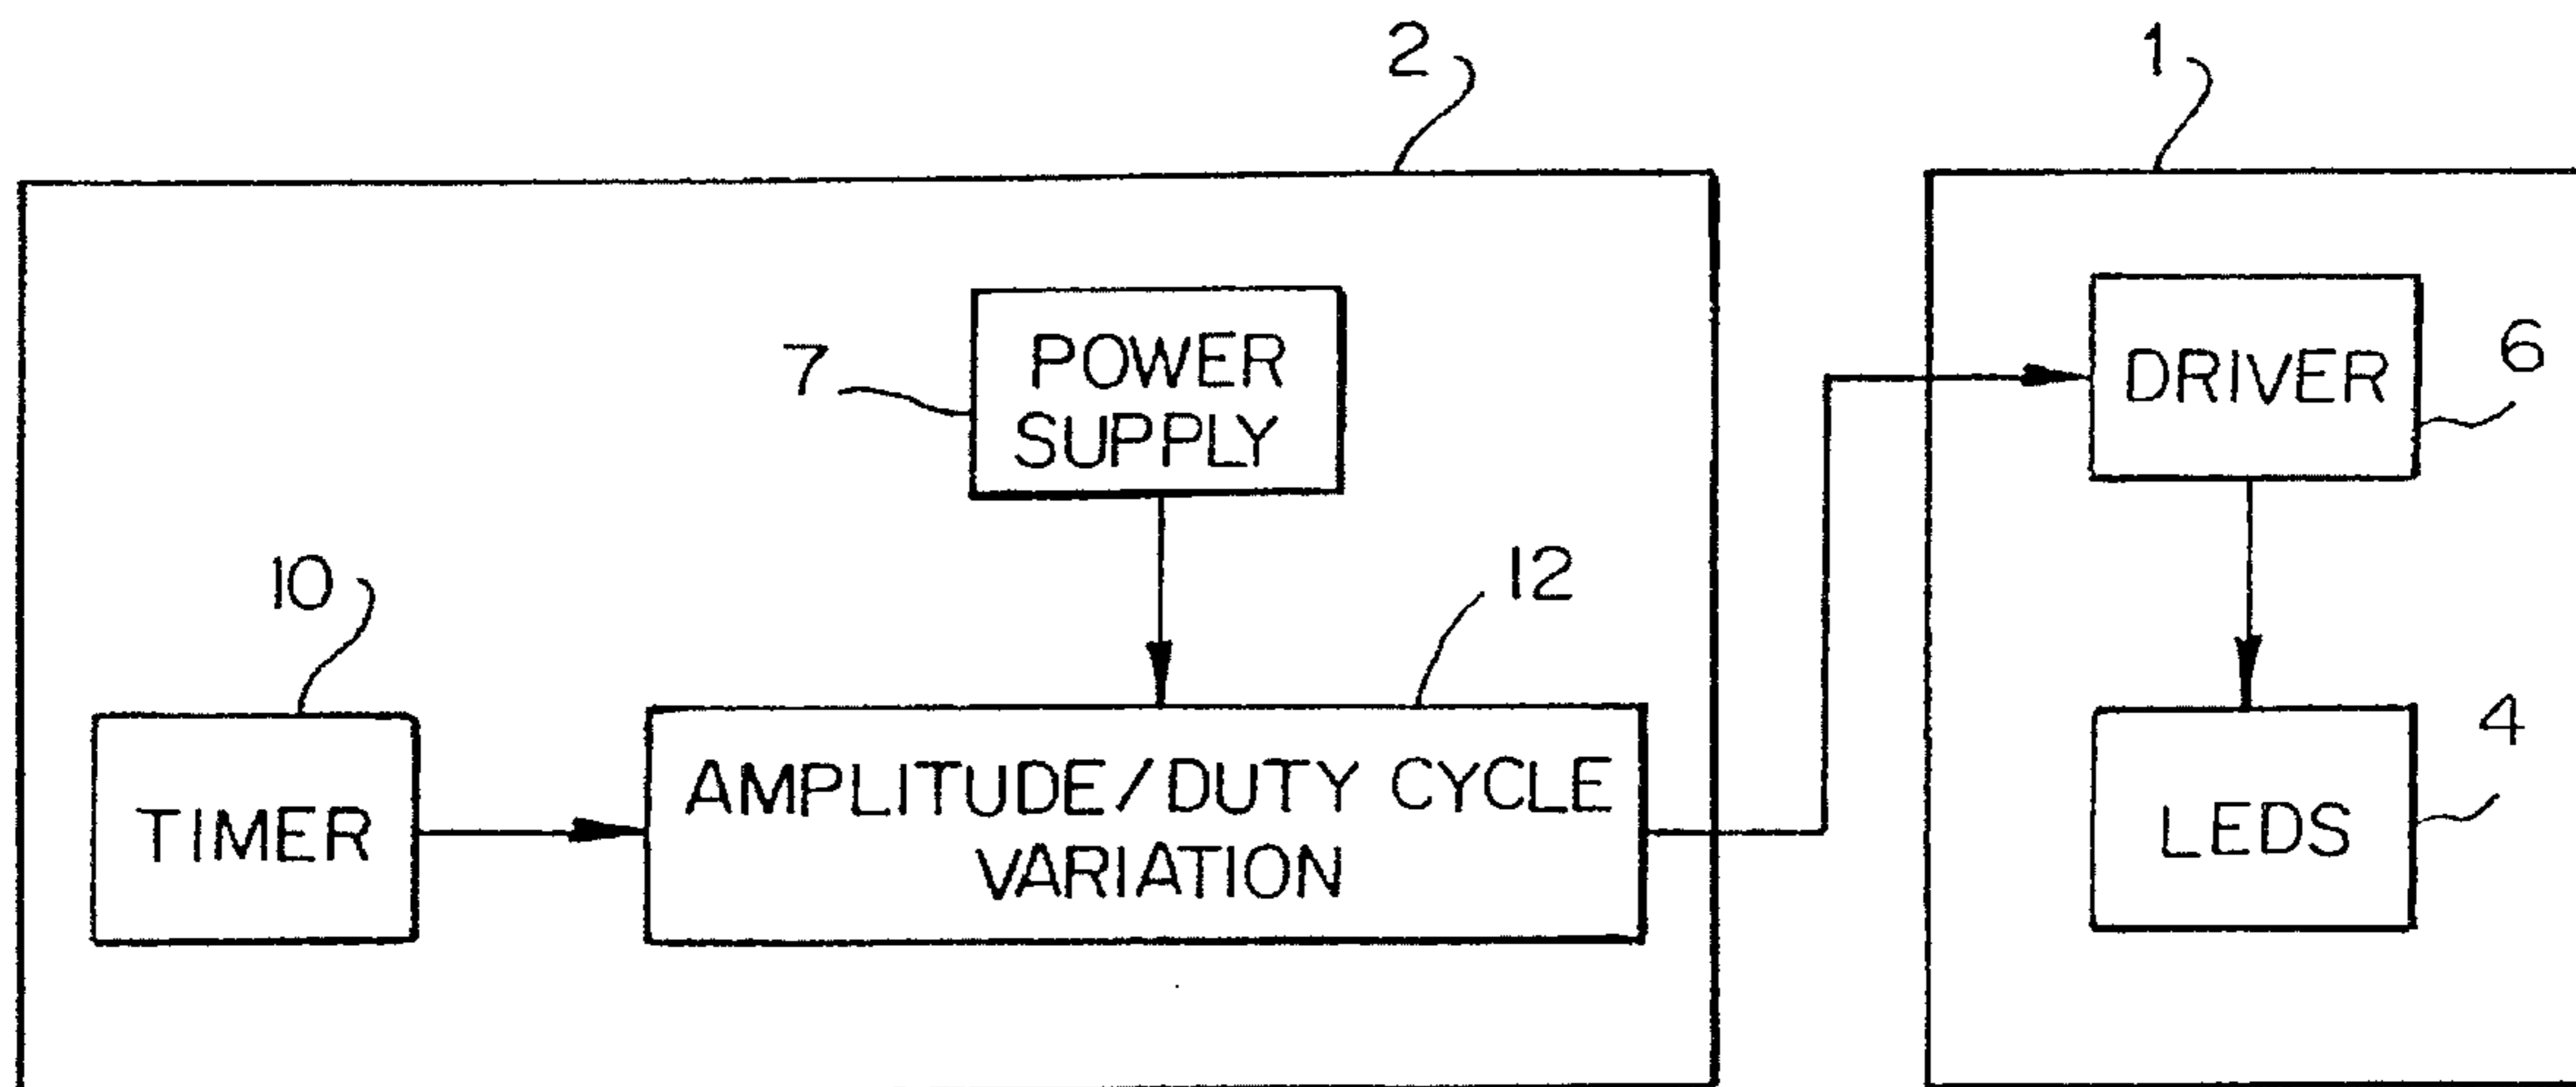 2
1
7
POWER
SUPPLY
DRIVER
6
10
12
TIMER
AMPLITUDE/DUTY CYCLE
VARIATION
4
LEDS